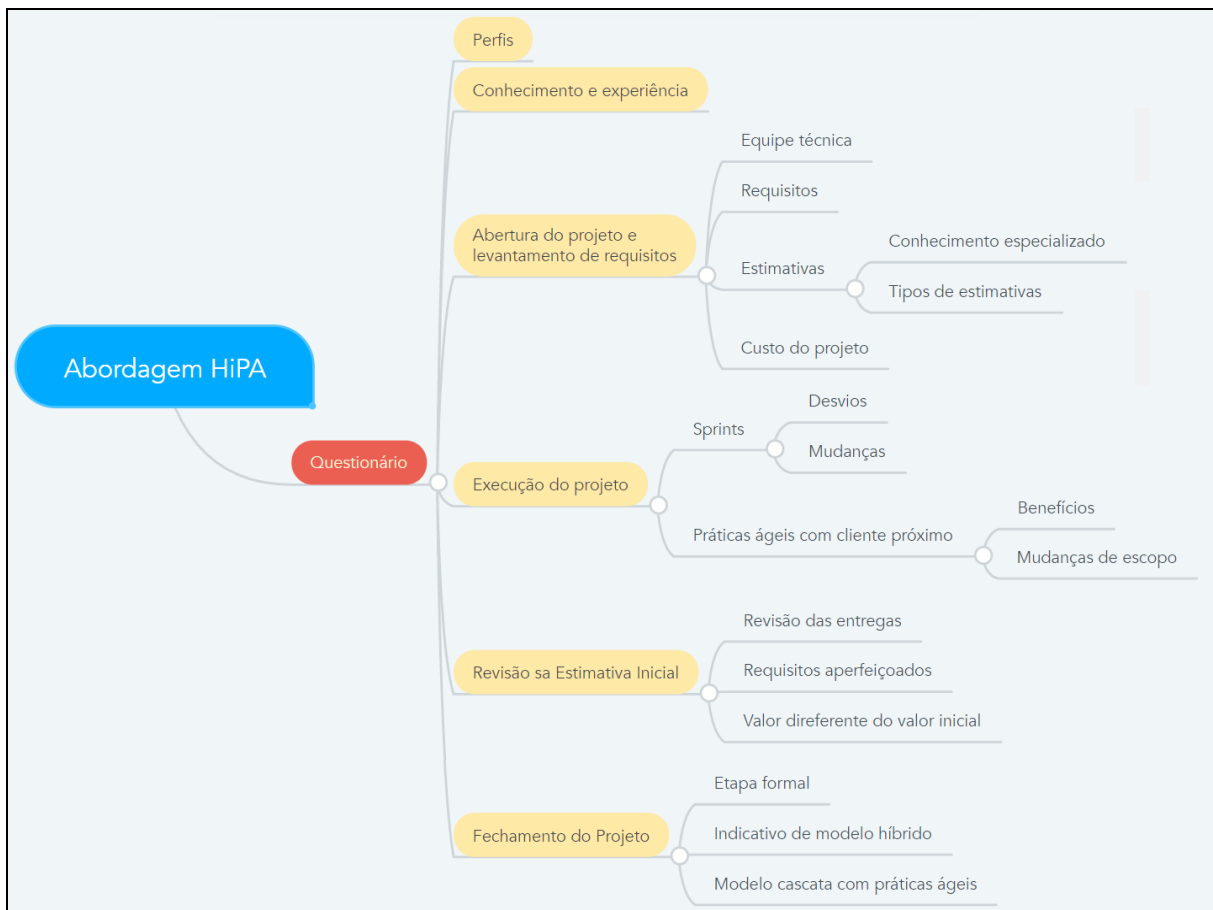 Perfis
Conhecimento e experiência
Equipe técnica
Requisitos
Abertura do projeto e
levantamento de requisitos
Conhecimento especializado
Estimativas
Tipos de estimativas
Custo do projeto
Abordagem HiPA
Desvios
Sprints
Mudanças
Questionário
Execução do projeto
Benefícios
Práticas ágeis com cliente próximo
Mudanças de escopo
Revisão das entregas
Revisão sa Estimativa Inicial
Requisitos aperfeiçoados
Valor direferente do valor inicial
Etapa formal
Fechamento do Projeto
Indicativo de modelo híbrido
Modelo cascata com práticas ágeis